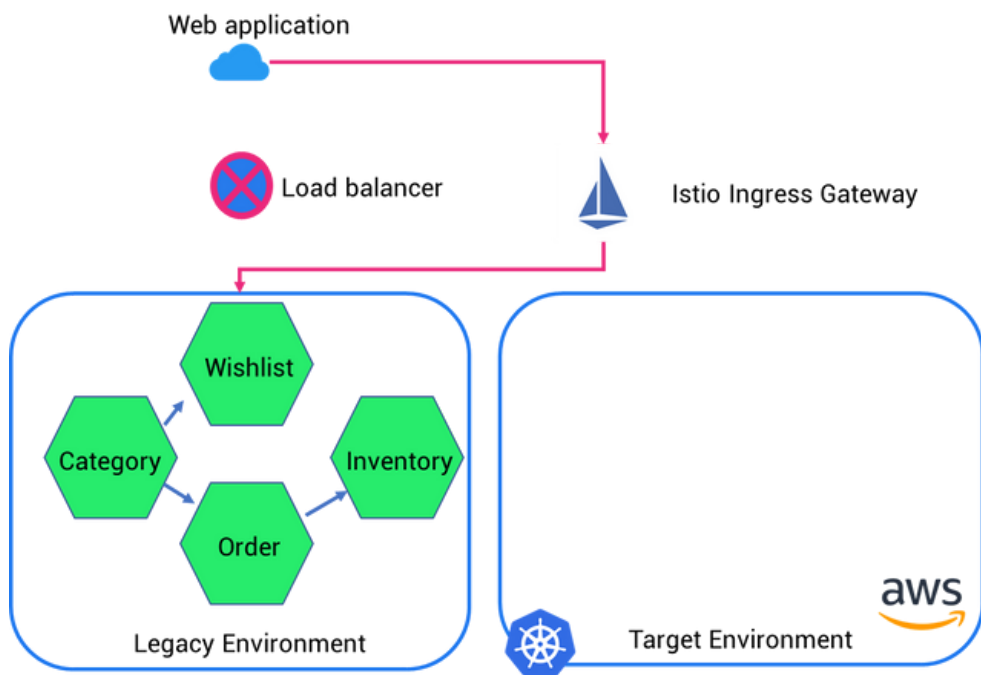 Web application
Load balancer
Istio Ingress Gateway
Wishlist
Category
Inventory
Order
Legacy Environment
Target Environment
aws